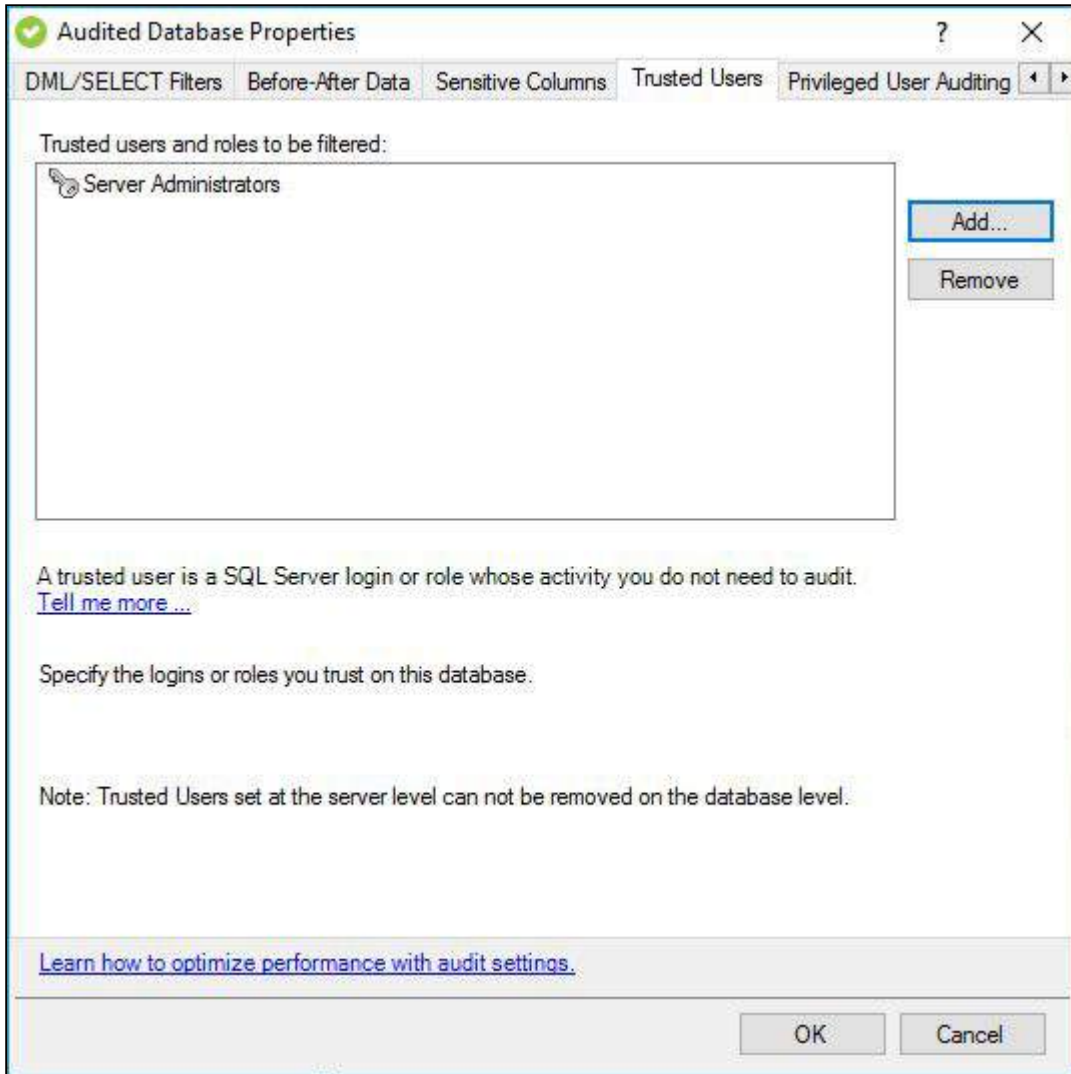 Audited Database Properties
?
DML/SELECT Filters Before-After Data Sensitive Columns Trusted Users Privileged User Auditing
Trusted users and roles to be filtered:
Server Administrators
Add...
Remove
A trusted user is a SQL Server login or role whose activity you do not need to audit.
Tell me more ...
Specify the logins or roles you trust on this database.
Note: Trusted Users set at the server level can not be removed on the database level.
Learn how to optimize performance with audit settings.
OK Cancel